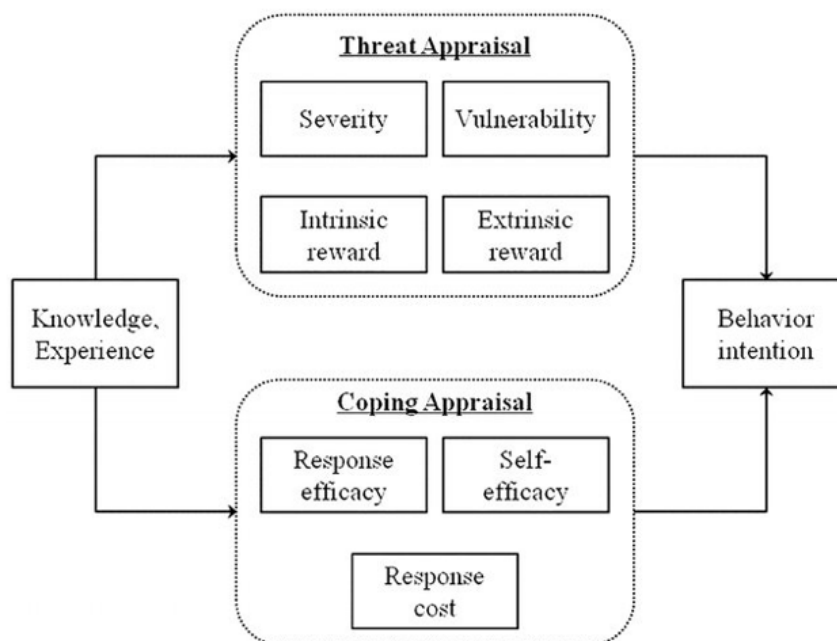 Threat Appraisal
Severity
Vulnerability
Intrinsic
reward
Extrinsic
reward
Knowledge、
Experience
Behavior
intention
Coping Appraisal
Response
efficacy
Self-
efficacy
Response
cost